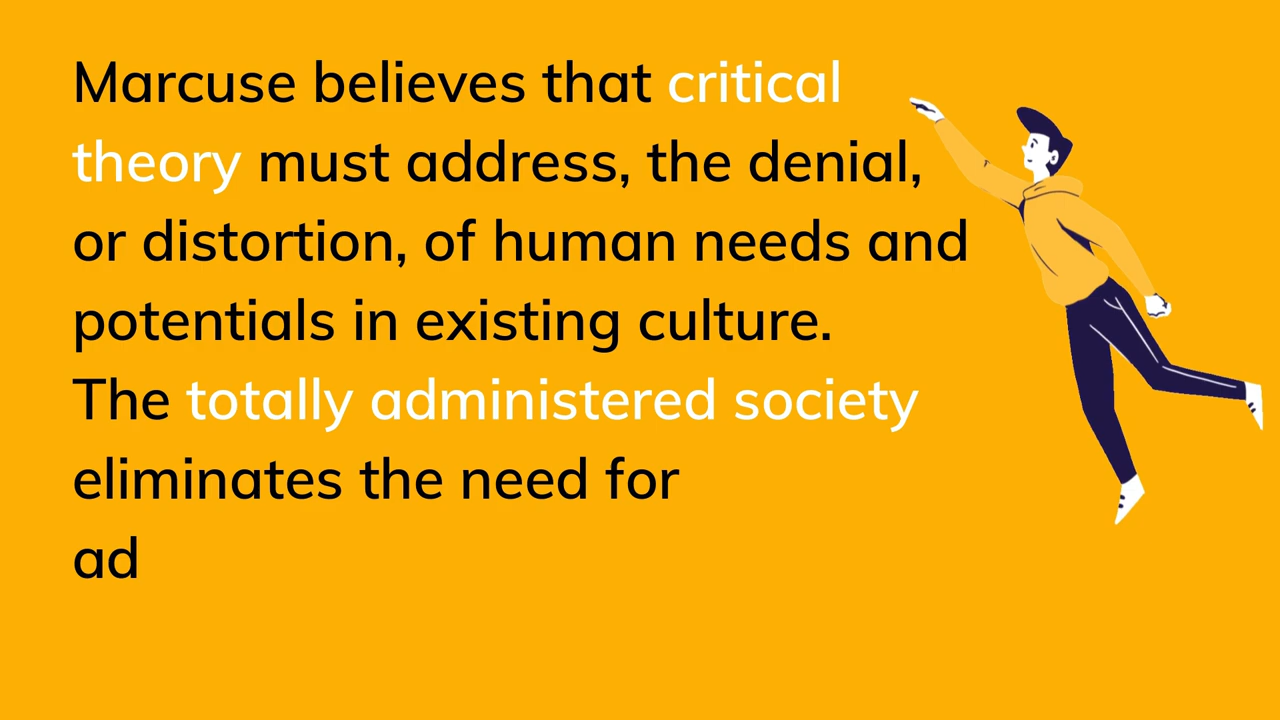 Marcuse believes that critical
theory must address, the denial,
or distortion, of human needs and
potentials in existing culture.
The totally administered society
eliminates the need for
ad